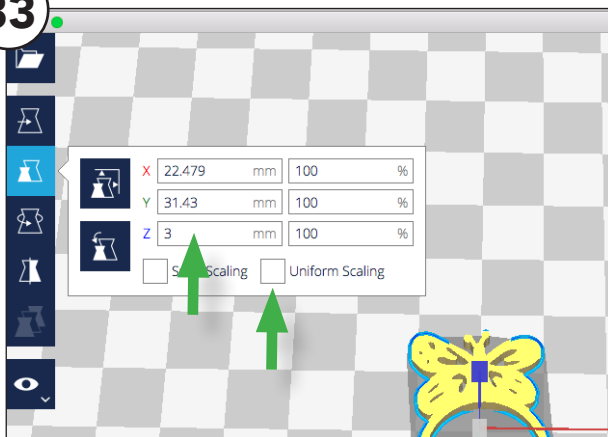 33
X 22.479 mm 100 %
Y 31.43 mm 100 %
Z 3 mm 100 %
Scaling Uniform Scaling